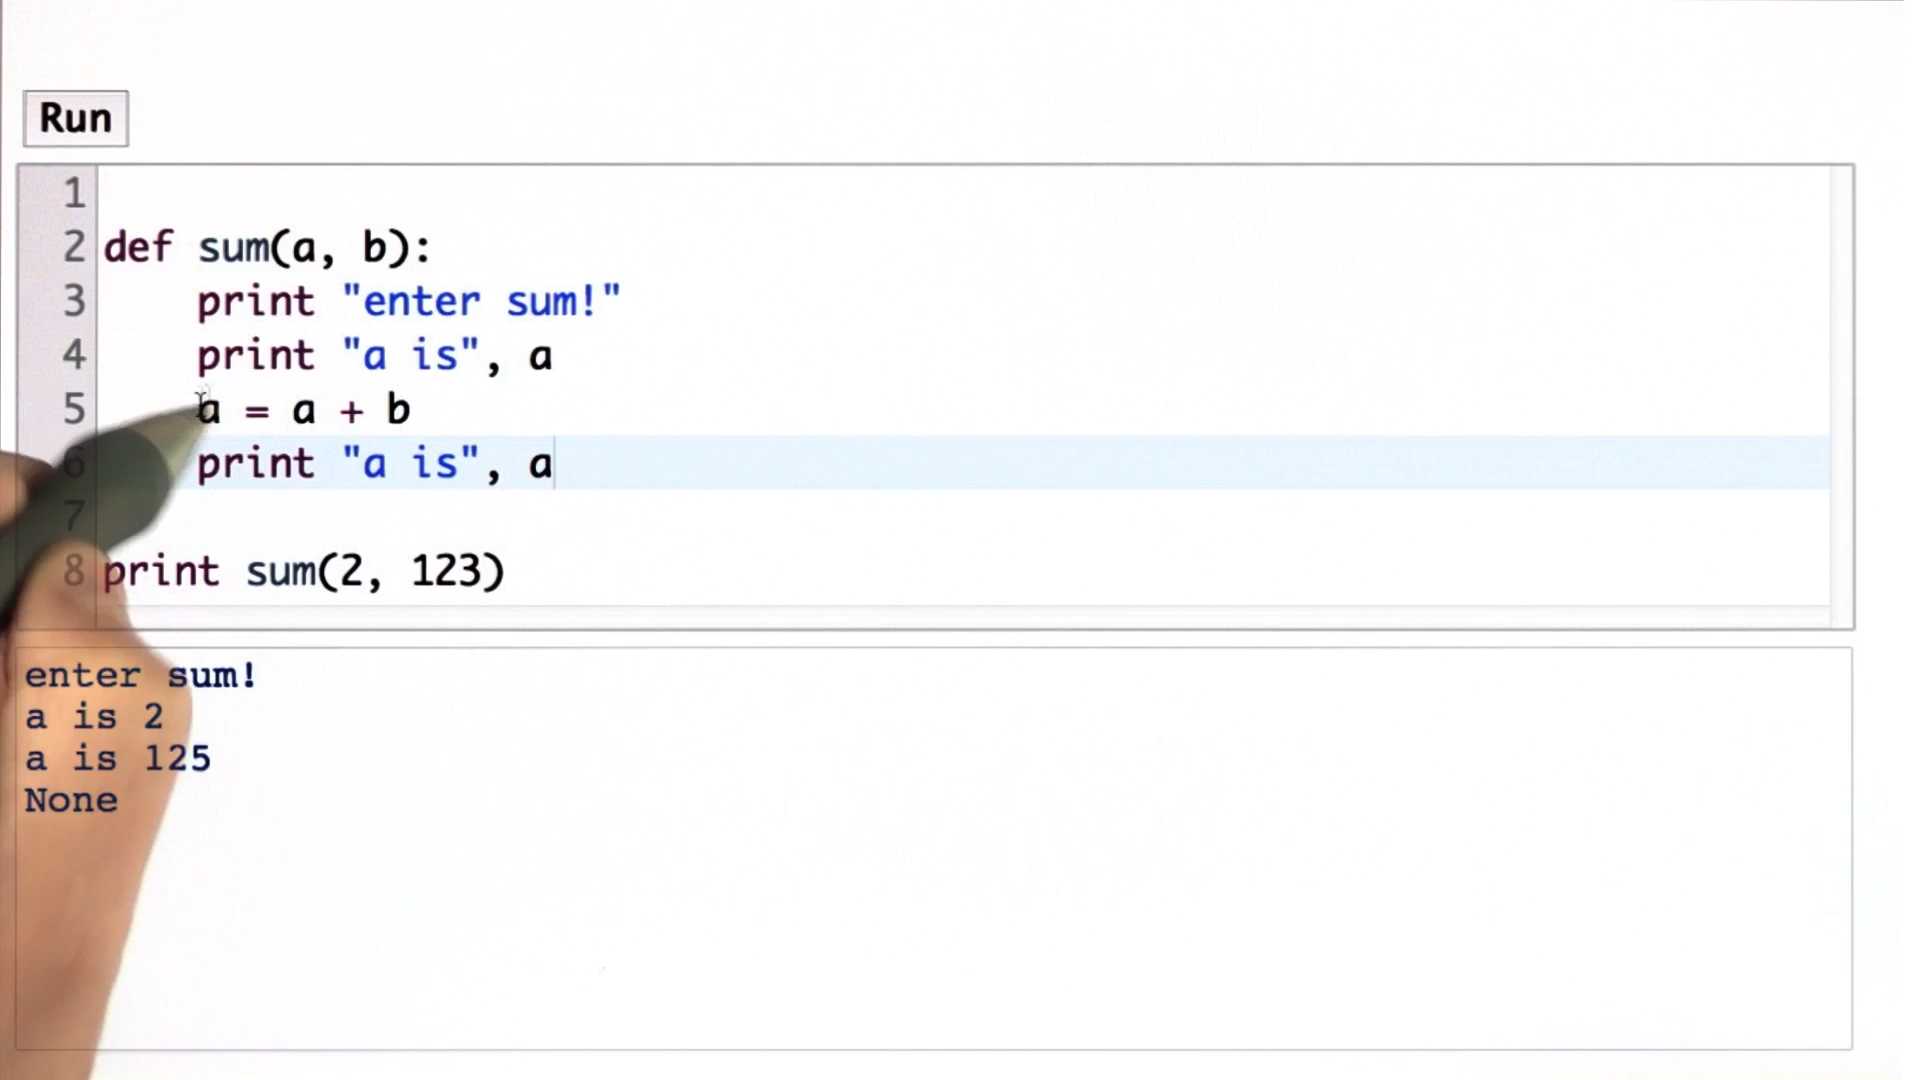 Run
1
2 def sum(a, b):
3 print "enter sum!"
4 print "a is", a
5 a = a + b
6 print "a is", a
7
8 print sum(2, 123)
enter sum!
a is 2
a is 125
None